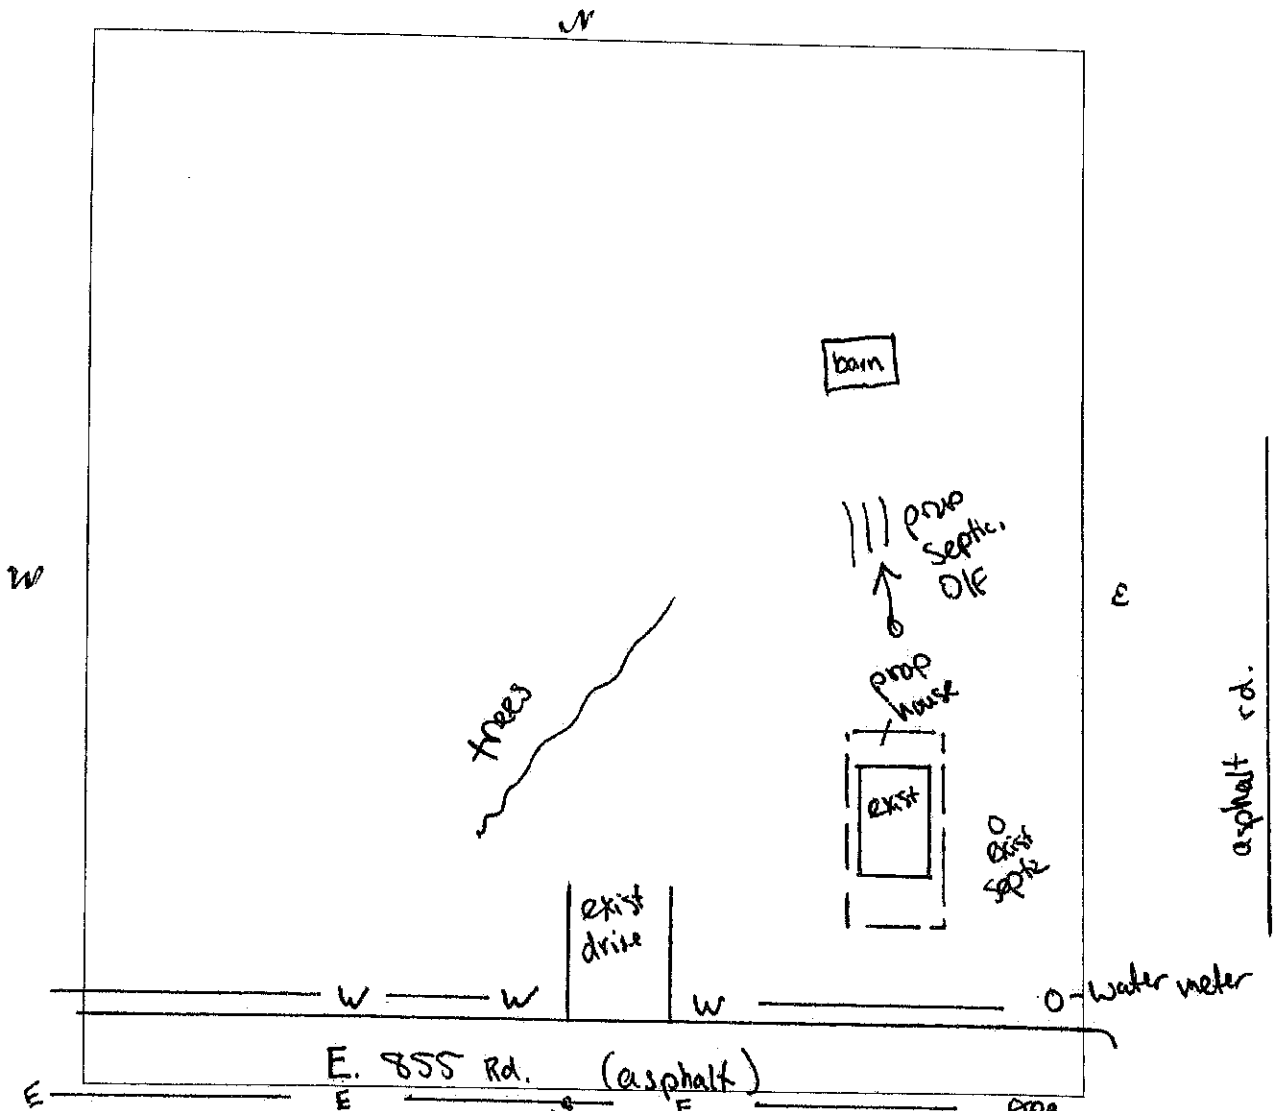 N
barn
prop
septic,
W
E
prop
house
trees
asphalt rd.
exist
exist
septic
exist
drive
W W W O-water meter
E. 855 Rd. (asphalt)
E E E